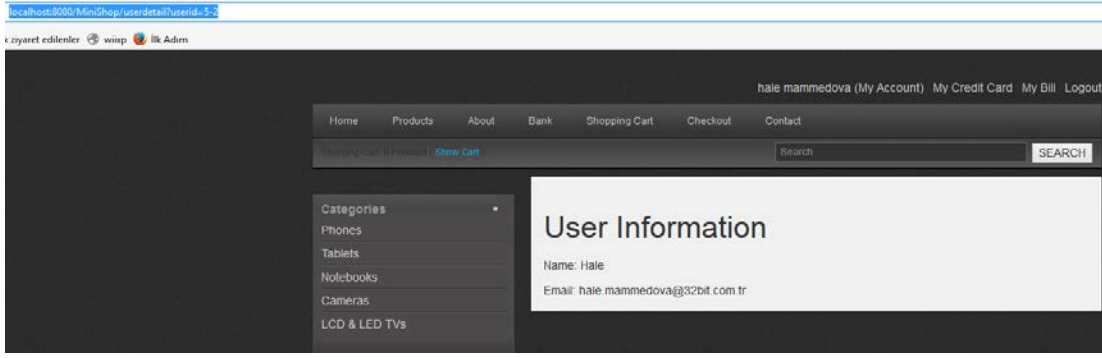 localhost:8000/MiniShop/userdetail?userid=5-2
k ziyaret edilenler wixp İlk Adım
hale mammedova (My Account) My Credit Card My Bill Logout
Home Products About Bank Shopping Cart Checkout Contact
Shopping Cart Show Cart Search SEARCH
Categories
Phones
Tablets
Notebooks
Cameras
LCD & LED TVs
User Information
Name: Hale
Email: hale.mammedova@32bit.com.tr